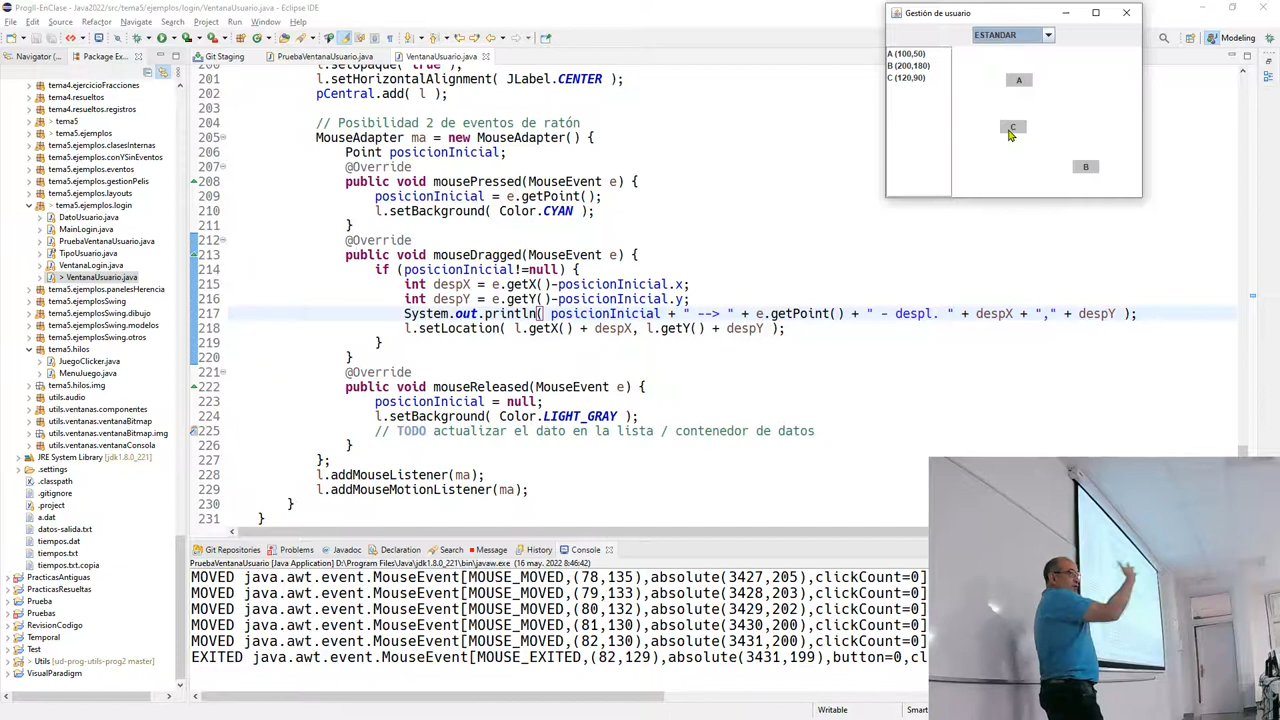 ProgII-EnClase - Java2022/src/tema5/ejemplos/login/VentanaUsuario.java - Eclipse IDE
File Edit Source Refactor Navigate Search Project Run Window Help
Navigator (...
Package Ex...
Git Staging
PruebaVentanaUsuario.java
VentanaUsuario.java
Modeling
tema4.ejercicioFracciones
tema4.resueltos
tema4.resueltos.registros
tema5
tema5.ejemplos
tema5.ejemplos.clasesInternas
tema5.ejemplos.conYSinEventos
tema5.ejemplos.eventos
tema5.ejemplos.gestionPelis
tema5.ejemplos.layouts
tema5.ejemplos.login
DatoUsuario.java
MainLogin.java
PruebaVentanaUsuario.java
TipoUsuario.java
VentanaLogin.java
> VentanaUsuario.java
tema5.ejemplos.panelesHerencia
tema5.ejemplosSwing
tema5.ejemplosSwing.dibujo
tema5.ejemplosSwing.modelos
tema5.ejemplosSwing.otros
tema5.hilos
JuegoClicker.java
MenuJuego.java
tema5.hilos.img
utils.audio
utils.ventanas.componentes
utils.ventanas.ventanaBitmap
utils.ventanas.ventanaBitmap.img
utils.ventanas.ventanaConsola
JRE System Library [jdk1.8.0_221]
.settings
.classpath
.gitignore
.project
a.dat
datos-salida.txt
tiempos.dat
tiempos.txt
tiempos.txt.copia
PracticasAntiguas
PracticasResueltas
Prueba
Pruebas
RevisionCodigo
Temporal
Test
Utils [ud-prog-utils-prog2 master]
VisualParadigm
200 l.setOpaque( true );
201 l.setHorizontalAlignment( JLabel.CENTER );
202 pCentral.add( l );
203
204 // Posibilidad 2 de eventos de ratón
205 MouseAdapter ma = new MouseAdapter() {
206 Point posicionInicial;
207 @Override
208 public void mousePressed(MouseEvent e) {
209 posicionInicial = e.getPoint();
210 l.setBackground( Color.CYAN );
211 }
212 @Override
213 public void mouseDragged(MouseEvent e) {
214 if (posicionInicial!=null) {
215 int despX = e.getX()-posicionInicial.x;
216 int despY = e.getY()-posicionInicial.y;
217 System.out.println( posicionInicial + " --> " + e.getPoint() + " - despl. " + despX + "," + despY );
218 l.setLocation( l.getX() + despX, l.getY() + despY );
219 }
220 }
221 @Override
222 public void mouseReleased(MouseEvent e) {
223 posicionInicial = null;
224 l.setBackground( Color.LIGHT_GRAY );
225 // TODO actualizar el dato en la lista / contenedor de datos
226 }
227 };
228 l.addMouseListener(ma);
229 l.addMouseMotionListener(ma);
230 }
231 }
Gestión de usuario
ESTANDAR
A (100,50)
B (200,180)
C (120,90)
A
C
B
Git Repositories Problems Javadoc Declaration Search Message History Console
PruebaVentanaUsuario [Java Application] D:\Program Files\Java\jdk1.8.0_221\bin\javaw.exe (16 may. 2022 8:46:42)
MOVED java.awt.event.MouseEvent[MOUSE_MOVED,(78,135),absolute(3427,205),clickCount=0]
MOVED java.awt.event.MouseEvent[MOUSE_MOVED,(79,133),absolute(3428,203),clickCount=0]
MOVED java.awt.event.MouseEvent[MOUSE_MOVED,(80,132),absolute(3429,202),clickCount=0]
MOVED java.awt.event.MouseEvent[MOUSE_MOVED,(81,130),absolute(3430,200),clickCount=0]
MOVED java.awt.event.MouseEvent[MOUSE_MOVED,(82,130),absolute(3431,200),clickCount=0]
EXITED java.awt.event.MouseEvent[MOUSE_EXITED,(82,129),absolute(3431,199),button=0,cl
Writable
Smart